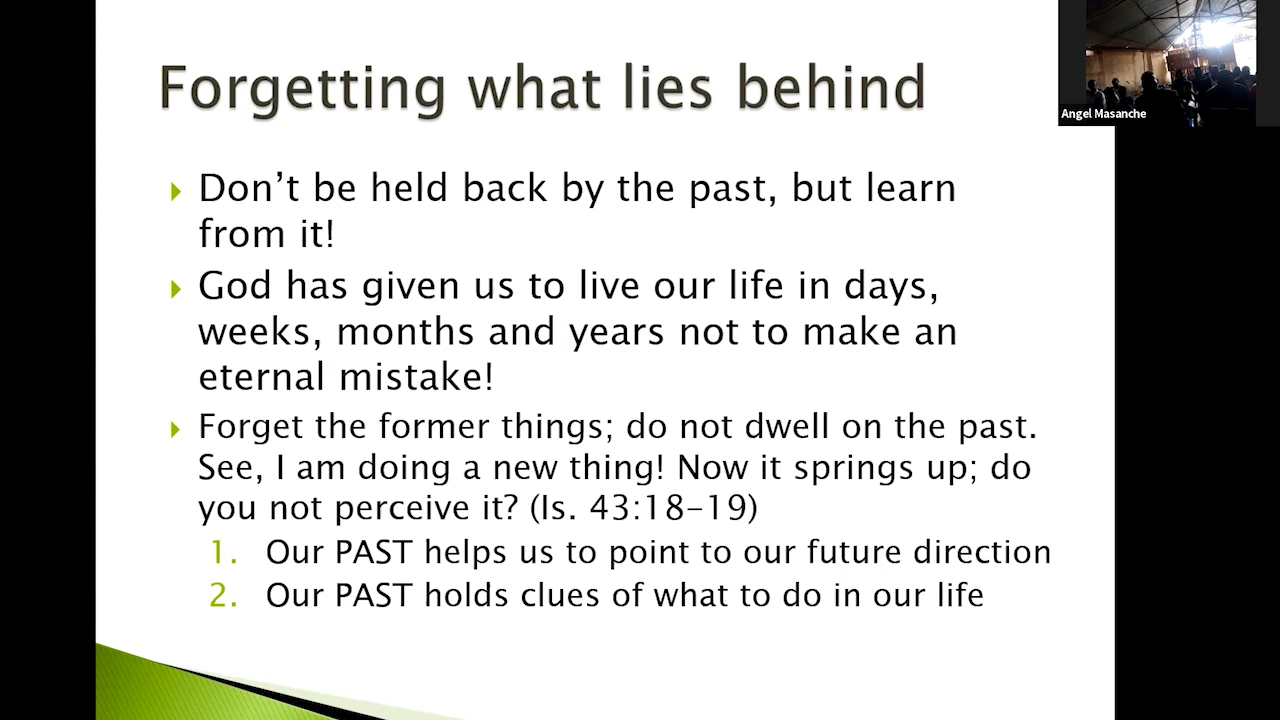 Forgetting what lies behind
Angel Masanche
Don’t be held back by the past, but learn
from it!
God has given us to live our life in days,
weeks, months and years not to make an
eternal mistake!
Forget the former things; do not dwell on the past.
See, I am doing a new thing! Now it springs up; do
you not perceive it? (Is. 43:18-19)
1. Our PAST helps us to point to our future direction
2. Our PAST holds clues of what to do in our life